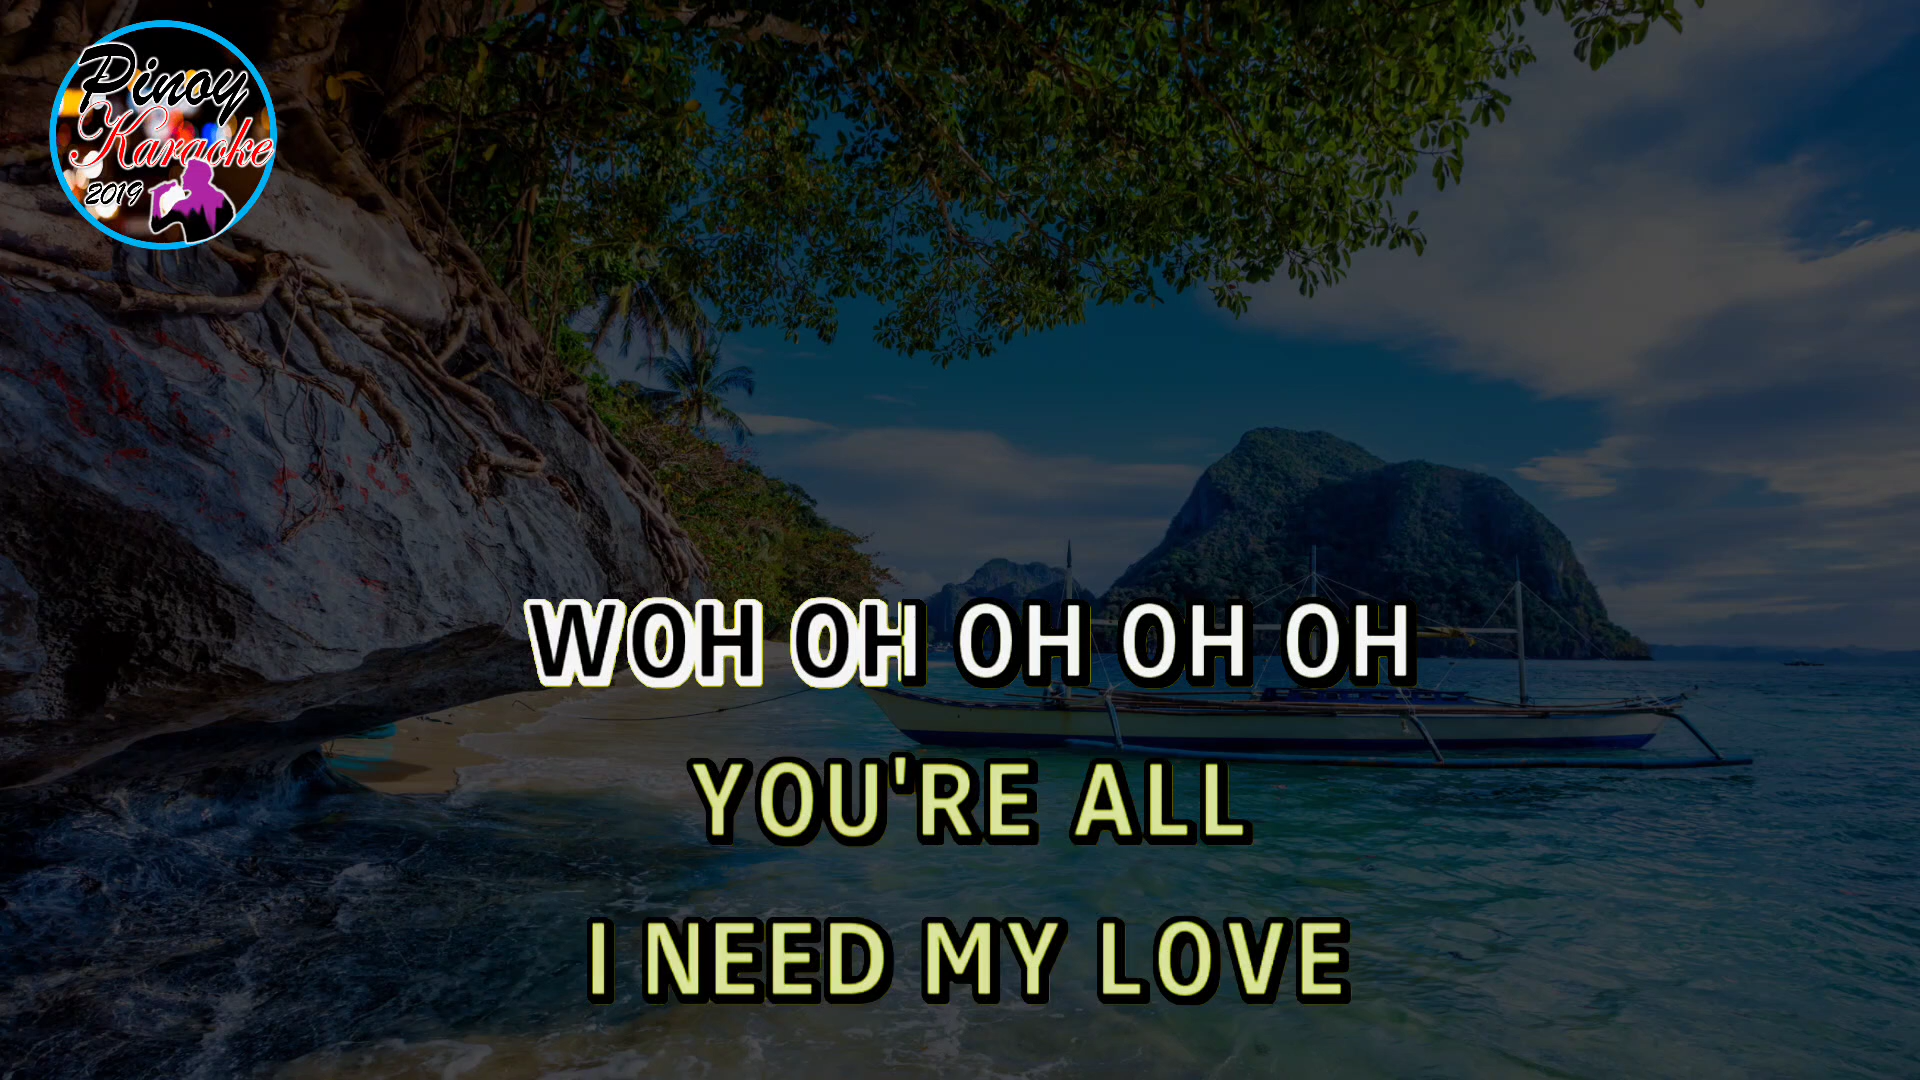 Pinoy
Karaoke
2019
WOH OH OH OH OH
YOU'RE ALL
I NEED MY LOVE